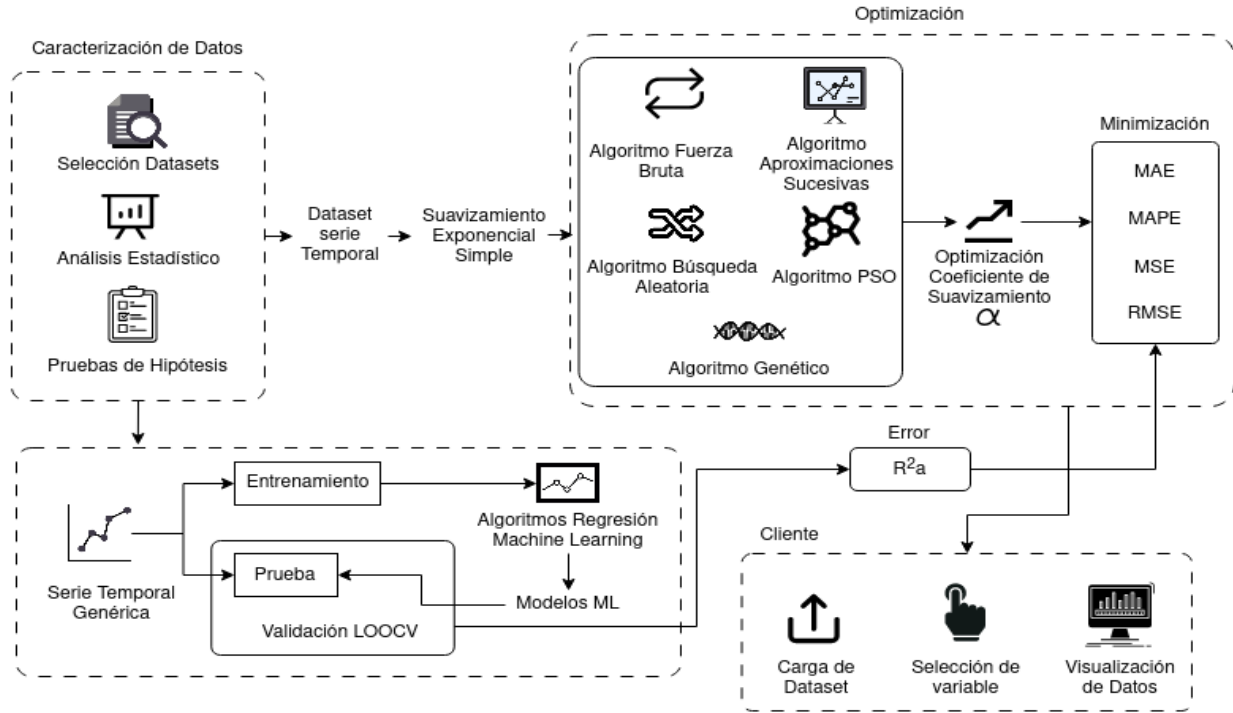 Optimización
Caracterización de Datos
Selección Datasets
Análisis Estadístico
Pruebas de Hipótesis
Dataset
serie
Temporal
Suavizamiento
Exponencial
Simple
Algoritmo Fuerza
Bruta
Algoritmo
Aproximaciones
Sucesivas
Algoritmo Búsqueda
Aleatoria
Algoritmo PSO
Algoritmo Genético
Optimización
Coeficiente de
Suavizamiento
α
Minimización
MAE
MAPE
MSE
RMSE
Serie Temporal
Genérica
Entrenamiento
Algoritmos Regresión
Machine Learning
Prueba
Modelos ML
Validación LOOCV
Error
R²a
Cliente
Carga de
Dataset
Selección de
variable
Visualización
de Datos